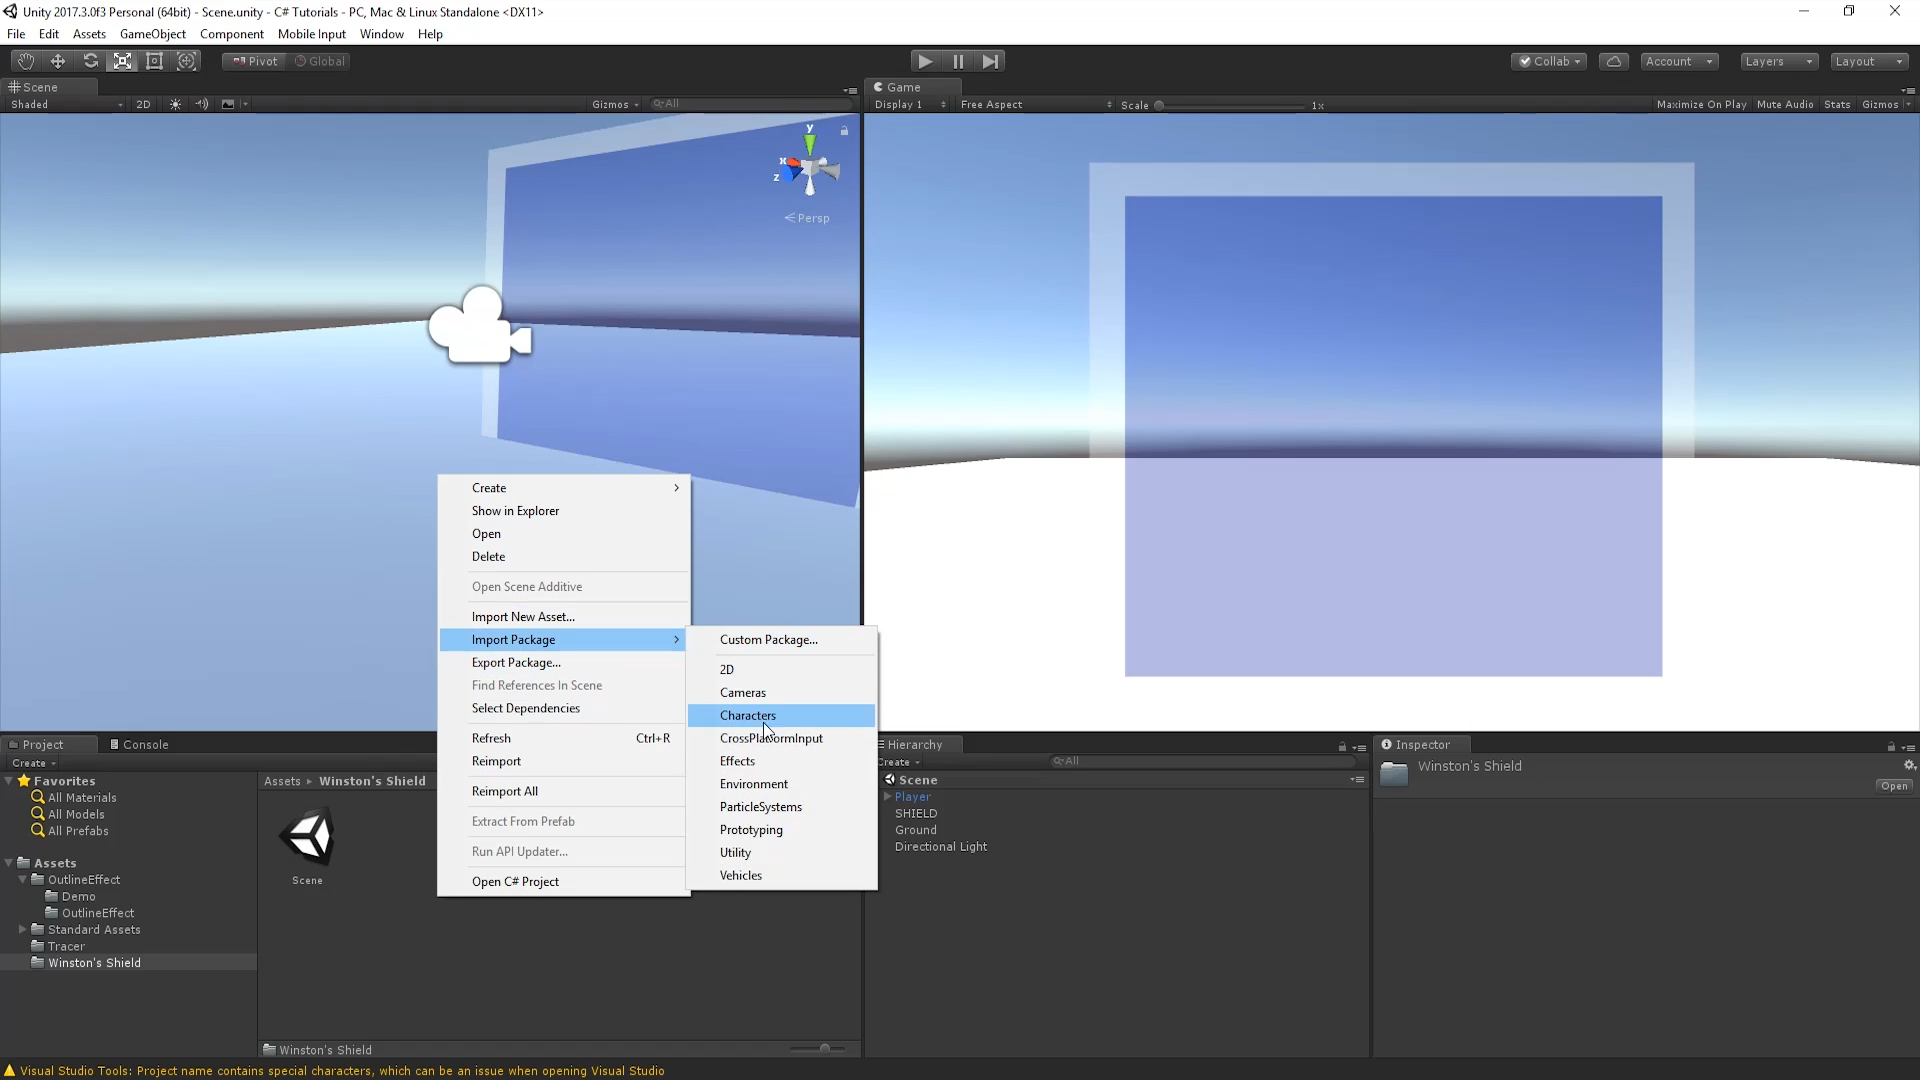 Unity 2017.3.0f3 Personal (64bit) - Scene.unity - C# Tutorials - PC, Mac & Linux Standalone <DX11>
File Edit Assets GameObject Component Mobile Input Window Help
Pivot Global
Collab Account Layers Layout
Scene
Shaded 2D Gizmos All
Game
Display 1 Free Aspect Scale 1x Maximize On Play Mute Audio Stats Gizmos
y
x
z
Persp
Create
Show in Explorer
Open
Delete
Open Scene Additive
Import New Asset...
Import Package
Export Package...
Find References In Scene
Select Dependencies
Refresh Ctrl+R
Reimport
Reimport All
Extract From Prefab
Run API Updater...
Open C# Project
Custom Package...
2D
Cameras
Characters
CrossPlatformInput
Effects
Environment
ParticleSystems
Prototyping
Utility
Vehicles
Project Console
Create
Favorites
All Materials
All Models
All Prefabs
Assets
OutlineEffect
Demo
OutlineEffect
Standard Assets
Tracer
Winston's Shield
Assets Winston's Shield
Scene
Winston's Shield
Hierarchy
Create All
Scene
Player
SHIELD
Ground
Directional Light
Inspector
Winston's Shield
Open
Visual Studio Tools: Project name contains special characters, which can be an issue when opening Visual Studio